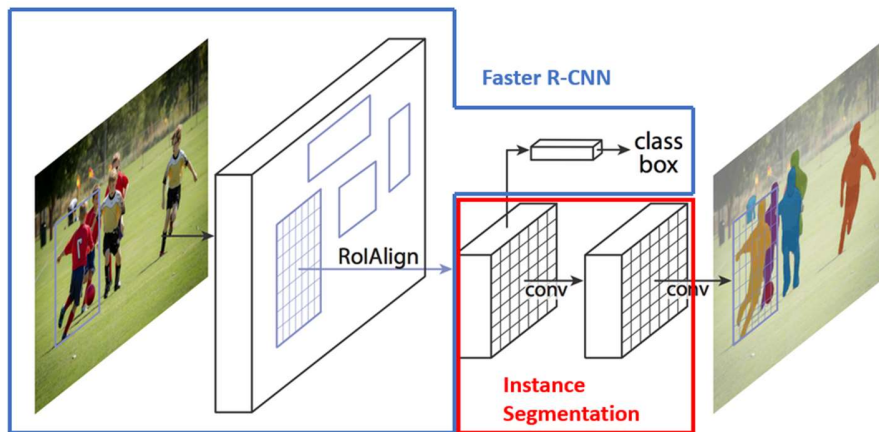 Faster R-CNN
class
box
RoIAlign
conv
conv
Instance
Segmentation